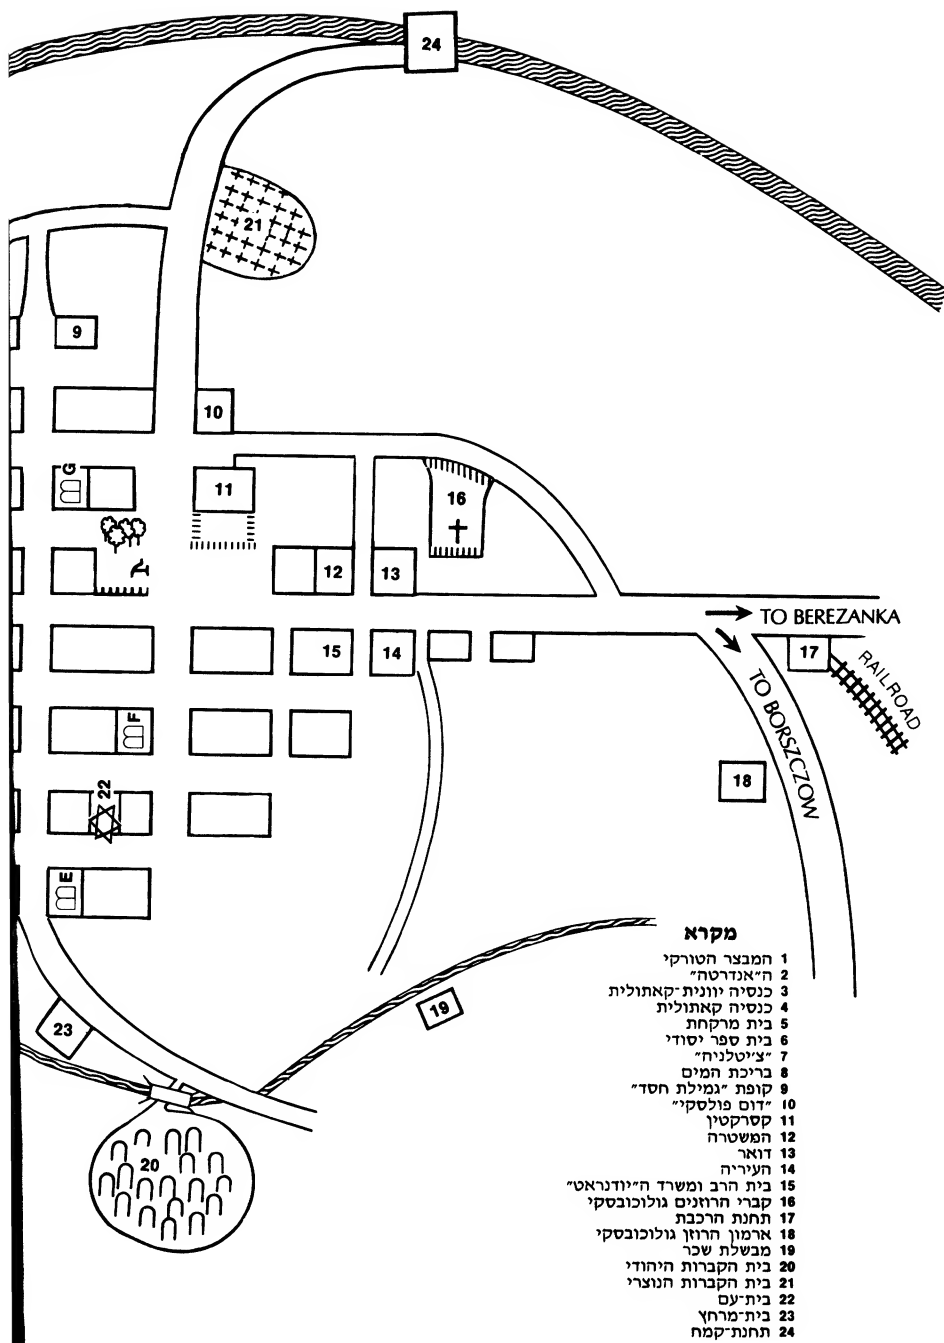 24
21
9
10
G
11
16
12
13
TO BEREZANKA
15
14
17
RAILROAD
TO BORSZCZOW
F
18
22
E
19
23
20
מקרא
1 המבצר הטורקי
2 ה"אנדרטה"
3 כנסיה יוונית-קאתולית
4 כנסיה קאתולית
5 בית מרקחת
6 בית ספר יסודי
7 "צ'יטלניה"
8 בריכת המים
9 קופת "גמילת חסד"
10 "דום פולסקי"
11 קסרקטין
12 המשטרה
13 דואר
14 העיריה
15 בית הרב ומשרד ה"יודנראט"
16 קברי הרוזנים גולוכובסקי
17 תחנת הרכבת
18 ארמון הרוזן גולוכובסקי
19 מבשלת שכר
20 בית הקברות היהודי
21 בית הקברות הנוצרי
22 בית-עם
23 בית-מרחץ
24 תחנת-קמח